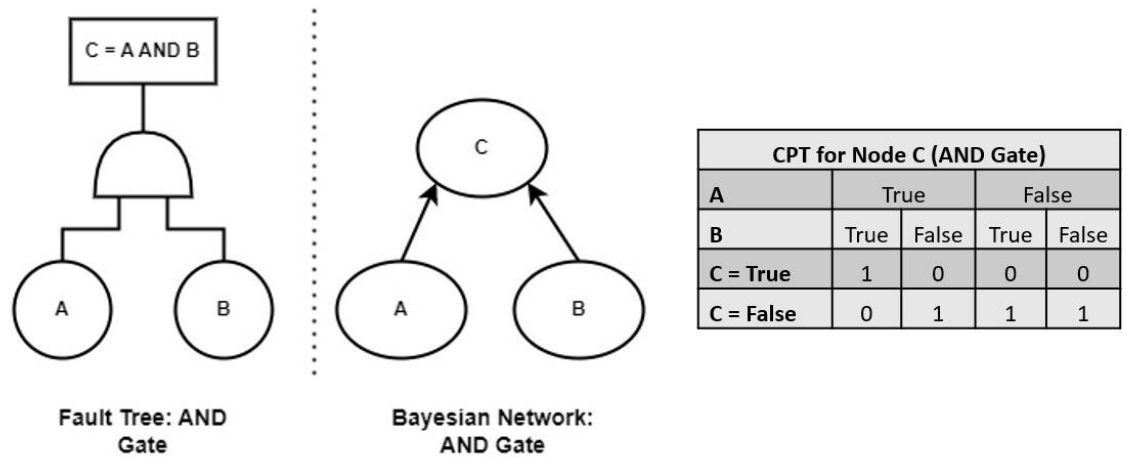 C = A AND B
A
B
Fault Tree: AND
Gate
C
A
B
Bayesian Network:
AND Gate
CPT for Node C (AND Gate)
A True False
B True False True False
C = True 1 0 0 0
C = False 0 1 1 1